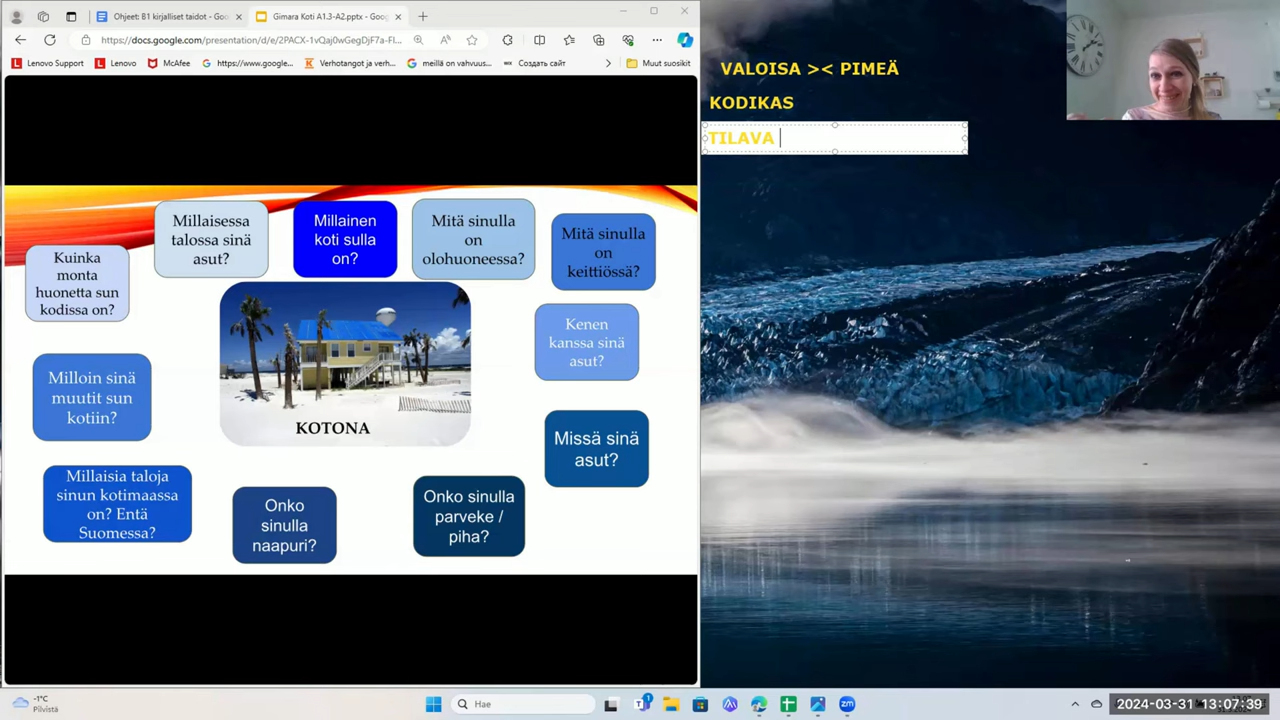 Ohjeet: B1 kirjalliset taidot - Goo
Gimara Koti A1.3-A2.pptx - Goog
https://docs.google.com/presentation/d/e/2PACX-1vQaj0wGegDjF7a-FI...
Lenovo Support
Lenovo
McAfee
https://www.google...
Verhotangot ja verh...
meillä on vahvuus...
Создать сайт
Muut suosikit
VALOISA >< PIMEÄ
KODIKAS
TILAVA
Millaisessa
talossa sinä
asut?
Millainen
koti sulla
on?
Mitä sinulla
on
olohuoneessa?
Mitä sinulla
on
keittiössä?
Kuinka
monta
huonetta sun
kodissa on?
Kenen
kanssa sinä
asut?
Milloin sinä
muutit sun
kotiin?
KOTONA
Missä sinä
asut?
Millaisia taloja
sinun kotimaassa
on? Entä
Suomessa?
Onko
sinulla
naapuri?
Onko sinulla
parveke /
piha?
-1°C
Pilvistä
Hae
2024-03-31 13:07:39